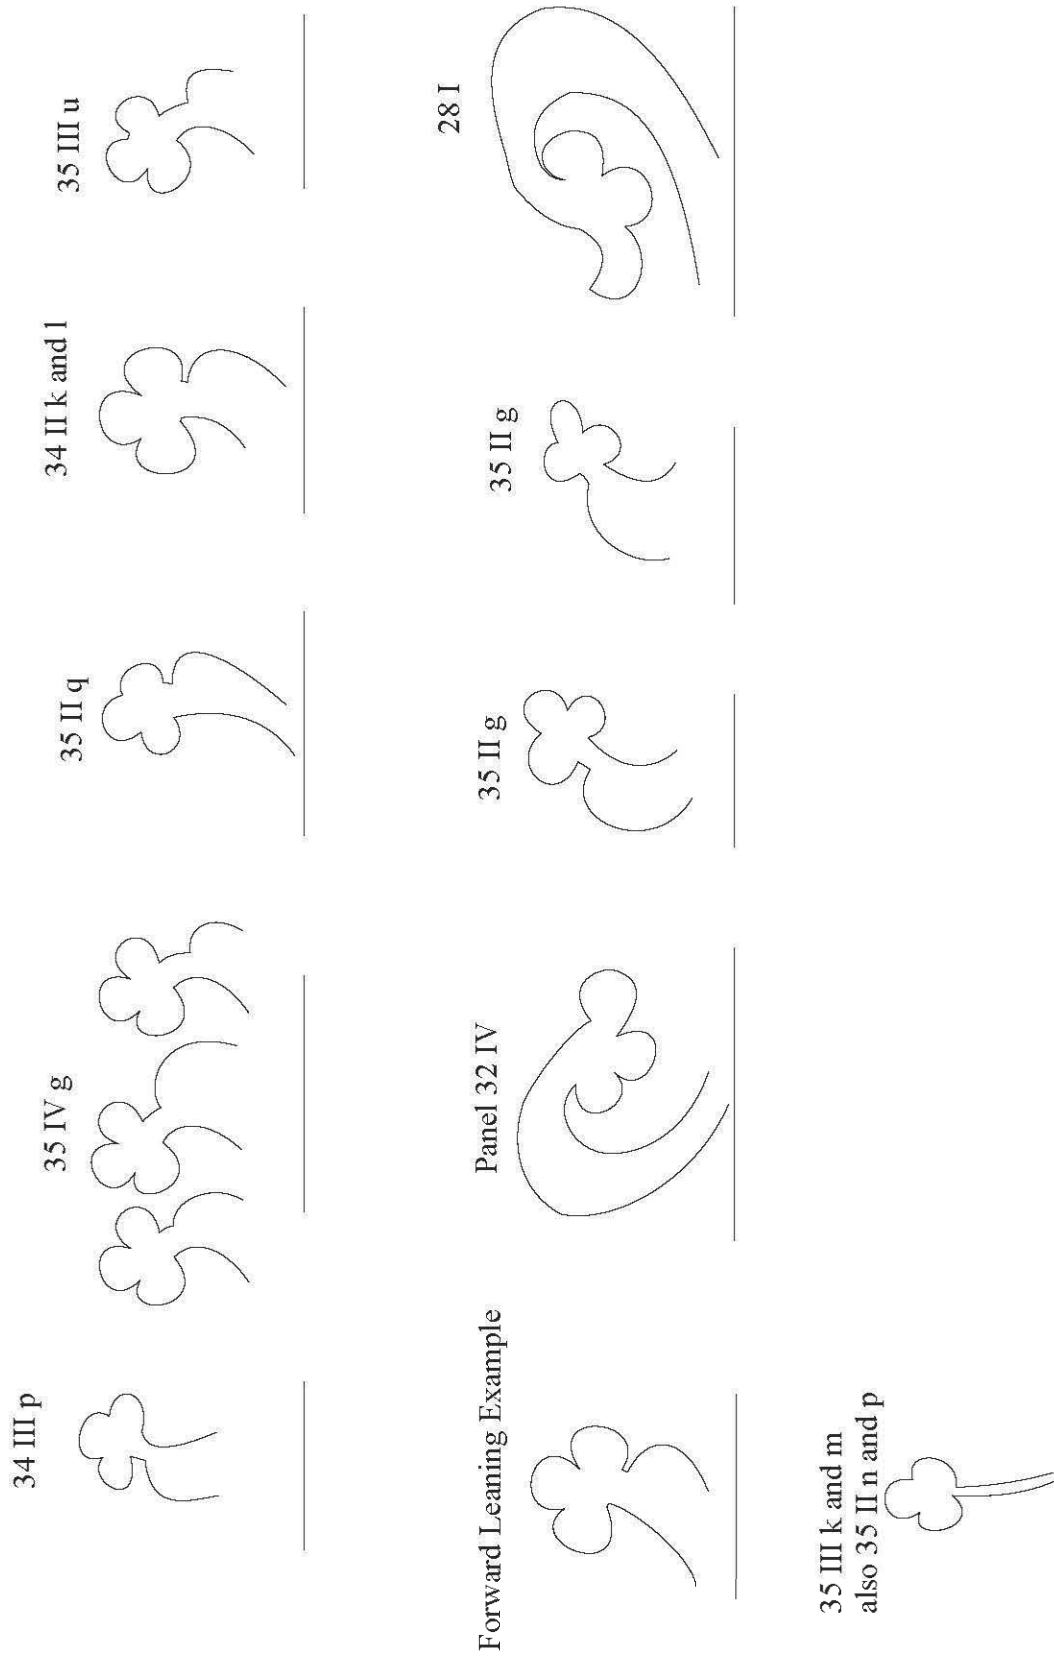 34 III p
35 IV g
35 II q
34 II k and l
35 III u
Forward Leaning Example
Panel 32 IV
35 II g
35 II g
28 I
35 III k and m
also 35 II n and p